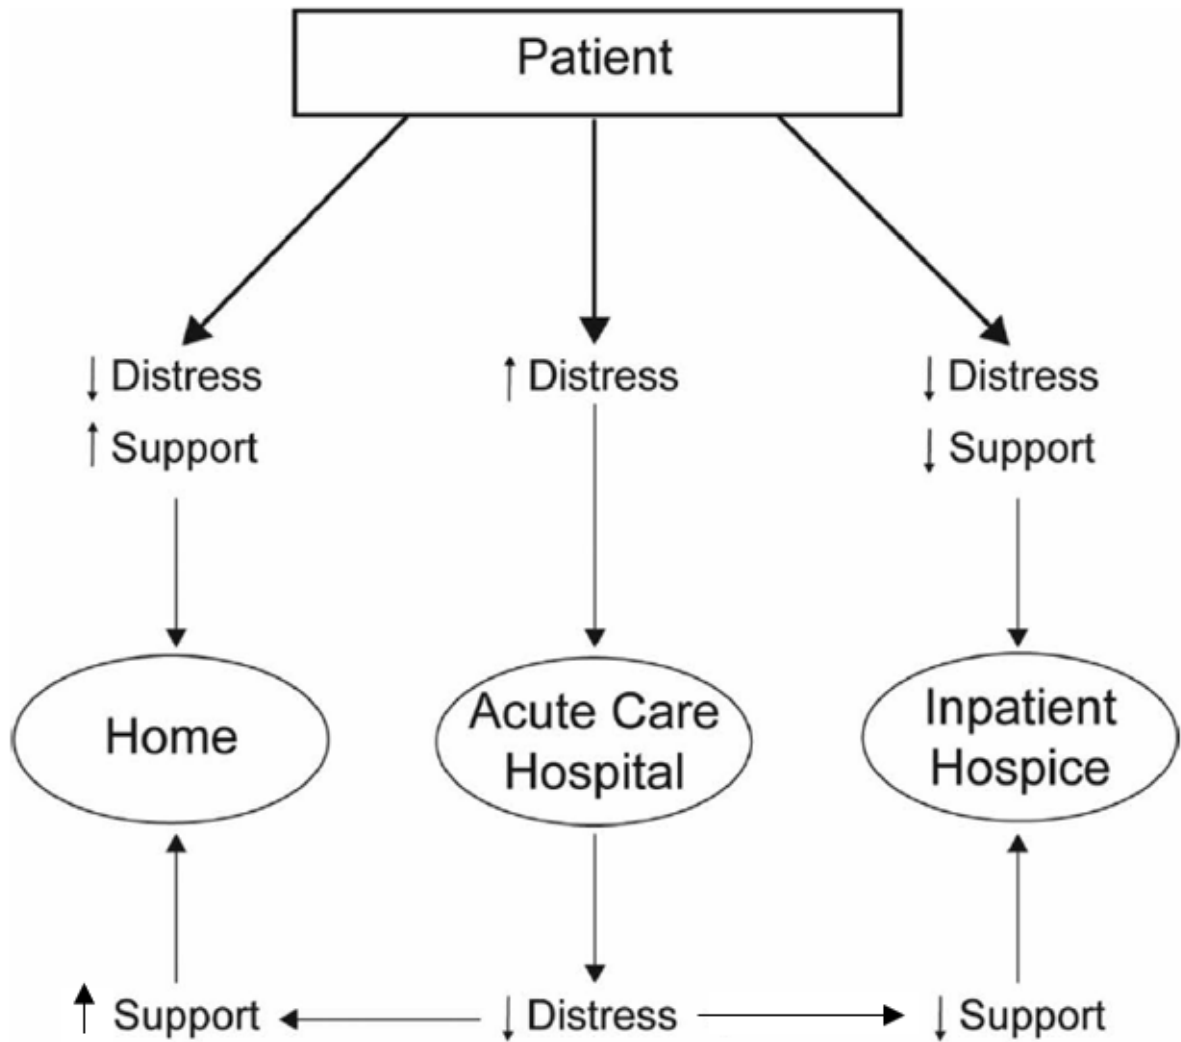 Patient
↓ Distress
↑ Support
↑ Distress
↓ Distress
↓ Support
Home
Acute Care
Hospital
Inpatient
Hospice
↑ Support
↓ Distress
↓ Support